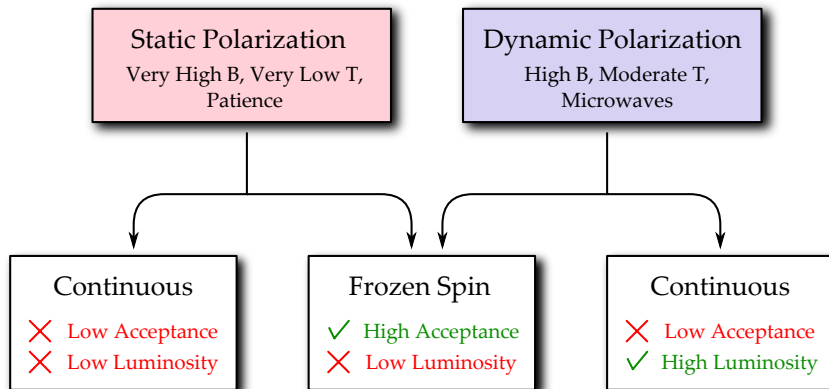 Static Polarization
Very High B, Very Low T,
Patience
Dynamic Polarization
High B, Moderate T,
Microwaves
Continuous
Low Acceptance
Low Luminosity
Frozen Spin
High Acceptance
Low Luminosity
Continuous
Low Acceptance
High Luminosity